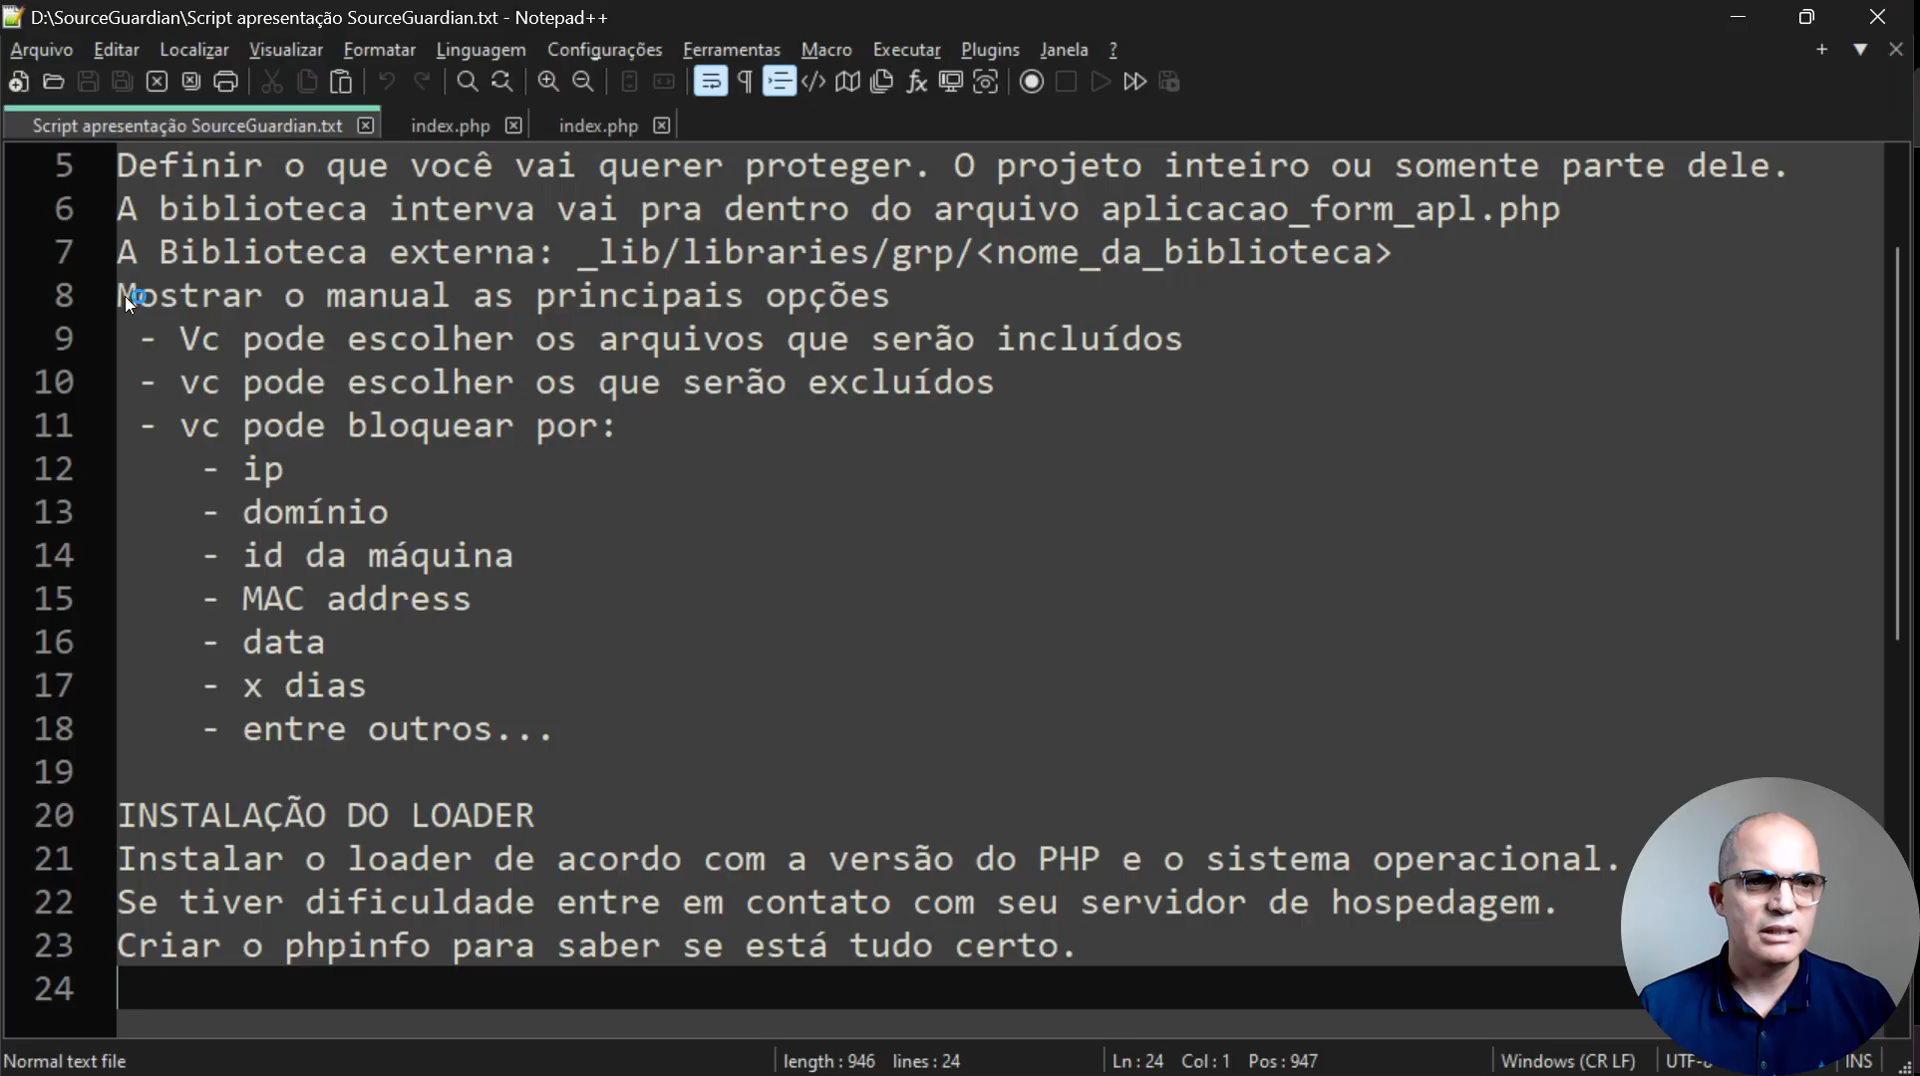 D:\SourceGuardian\Script apresentação SourceGuardian.txt - Notepad++
Arquivo Editar Localizar Visualizar Formatar Linguagem Configurações Ferramentas Macro Executar Plugins Janela ?
Script apresentação SourceGuardian.txt index.php index.php
5 Definir o que você vai querer proteger. O projeto inteiro ou somente parte dele.
6 A biblioteca interva vai pra dentro do arquivo aplicacao_form_apl.php
7 A Biblioteca externa: _lib/libraries/grp/<nome_da_biblioteca>
8 Mostrar o manual as principais opções
9 - Vc pode escolher os arquivos que serão incluídos
10 - vc pode escolher os que serão excluídos
11 - vc pode bloquear por:
12 - ip
13 - domínio
14 - id da máquina
15 - MAC address
16 - data
17 - x dias
18 - entre outros...
19
20 INSTALAÇÃO DO LOADER
21 Instalar o loader de acordo com a versão do PHP e o sistema operacional.
22 Se tiver dificuldade entre em contato com seu servidor de hospedagem.
23 Criar o phpinfo para saber se está tudo certo.
24
Normal text file length : 946 lines : 24 Ln : 24 Col : 1 Pos : 947 Windows (CR LF) INS